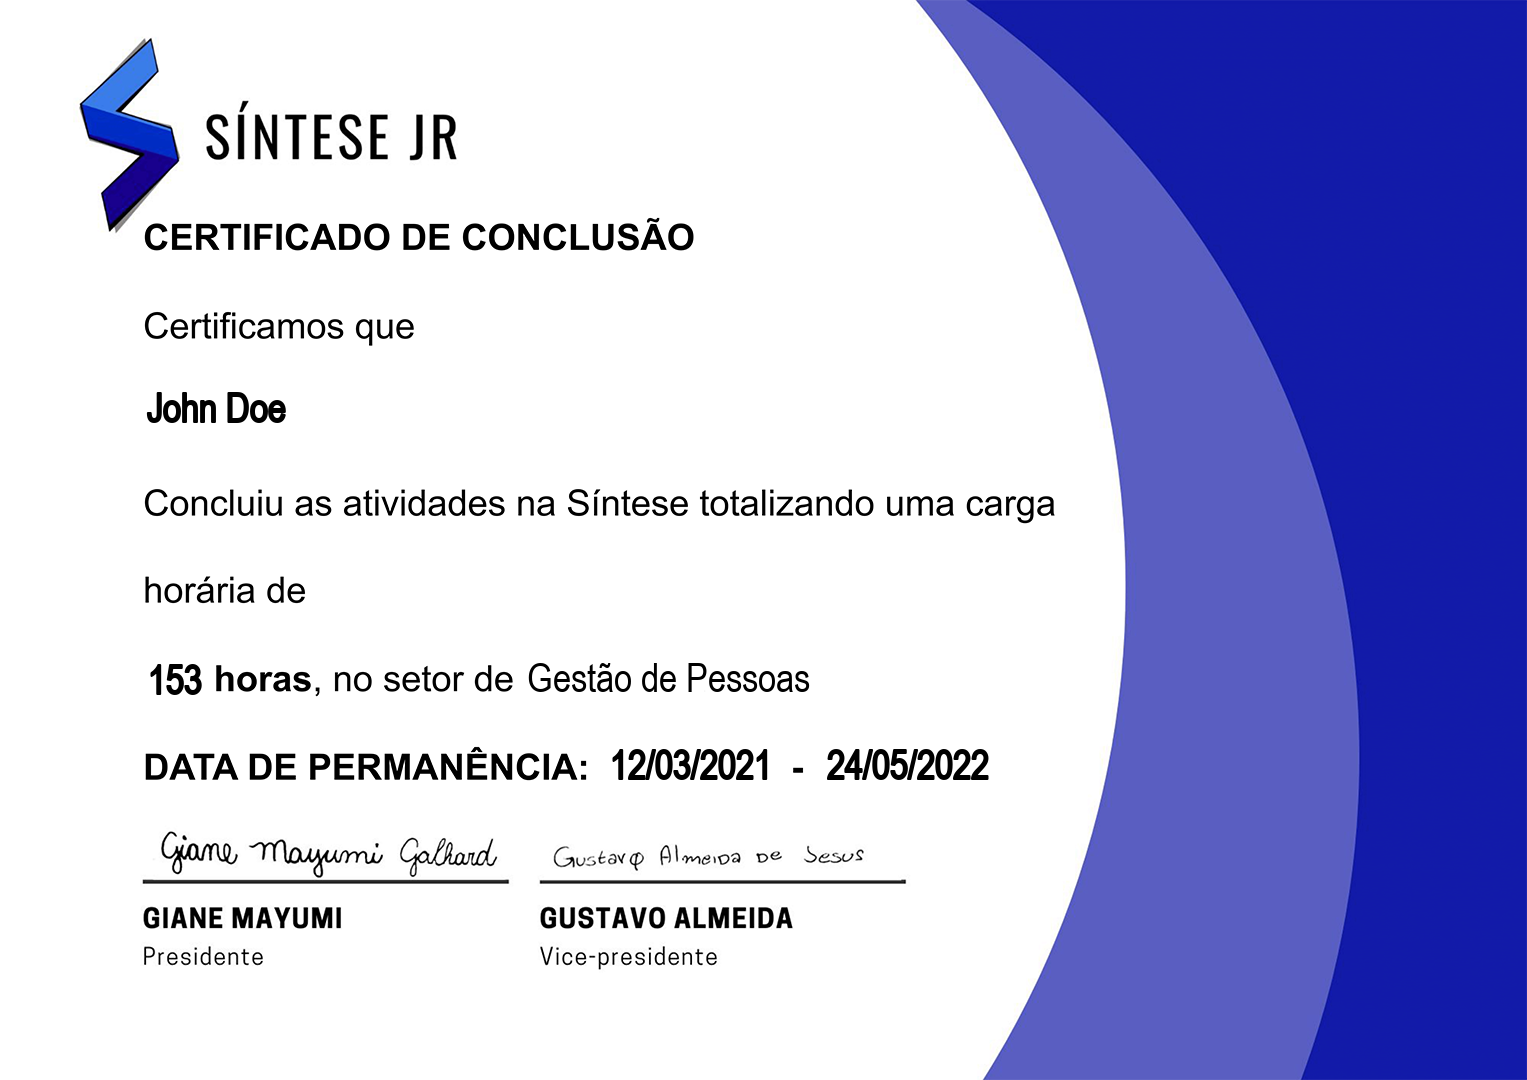 SÍNTESE JR
CERTIFICADO DE CONCLUSÃO
Certificamos que
John Doe
Concluiu as atividades na Síntese totalizando uma carga
horária de
153 horas, no setor de Gestão de Pessoas
DATA DE PERMANÊNCIA: 12/03/2021 - 24/05/2022
Giane Mayumi Galhard Gustavo Almeida de Jesus
GIANE MAYUMI GUSTAVO ALMEIDA
Presidente Vice-presidente